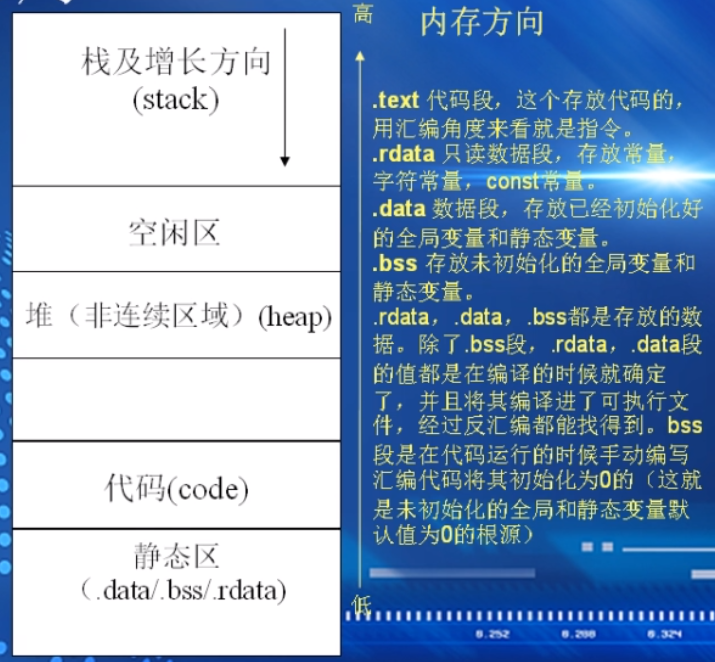 栈及增长方向
(stack)
空闲区
堆（非连续区域）(heap)
代码(code)
静态区
（.data/.bss/.rdata)
高
内存方向
.text 代码段，这个存放代码的，
用汇编角度来看就是指令。
.rdata 只读数据段，存放常量，
字符常量，const常量。
.data 数据段，存放已经初始化好
的全局变量和静态变量。
.bss 存放未初始化的全局变量和
静态变量。
.rdata，.data，.bss都是存放的数
据。除了.bss段，.rdata，.data段
的值都是在编译的时候就确定
了，并且将其编译进了可执行文
件，经过反汇编都能找得到。bss
段是在代码运行的时候手动编写
汇编代码将其初始化为0的（这就
是未初始化的全局和静态变量默
认值为0的根源）
低
0.252
0.288
0.324